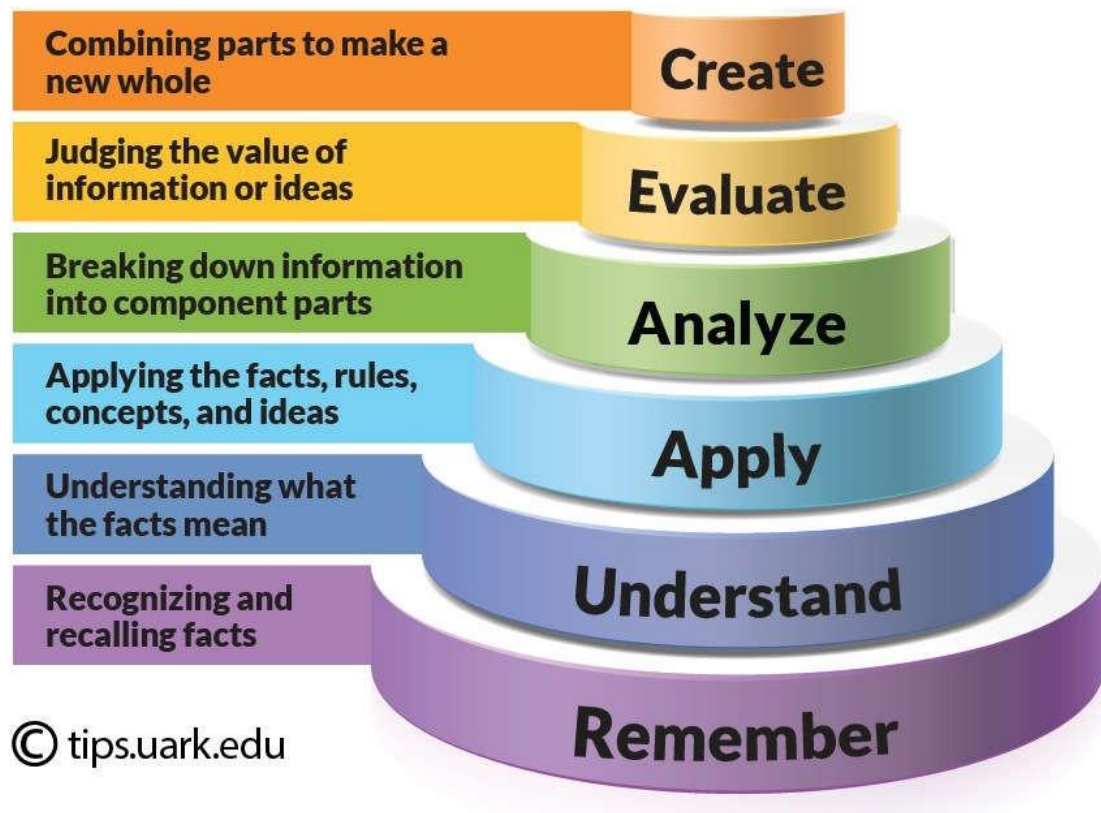 Combining parts to make a
new whole
Create
Judging the value of
information or ideas
Evaluate
Breaking down information
into component parts
Analyze
Applying the facts, rules,
concepts, and ideas
Apply
Understanding what
the facts mean
Understand
Recognizing and
recalling facts
Remember
© tips.uark.edu